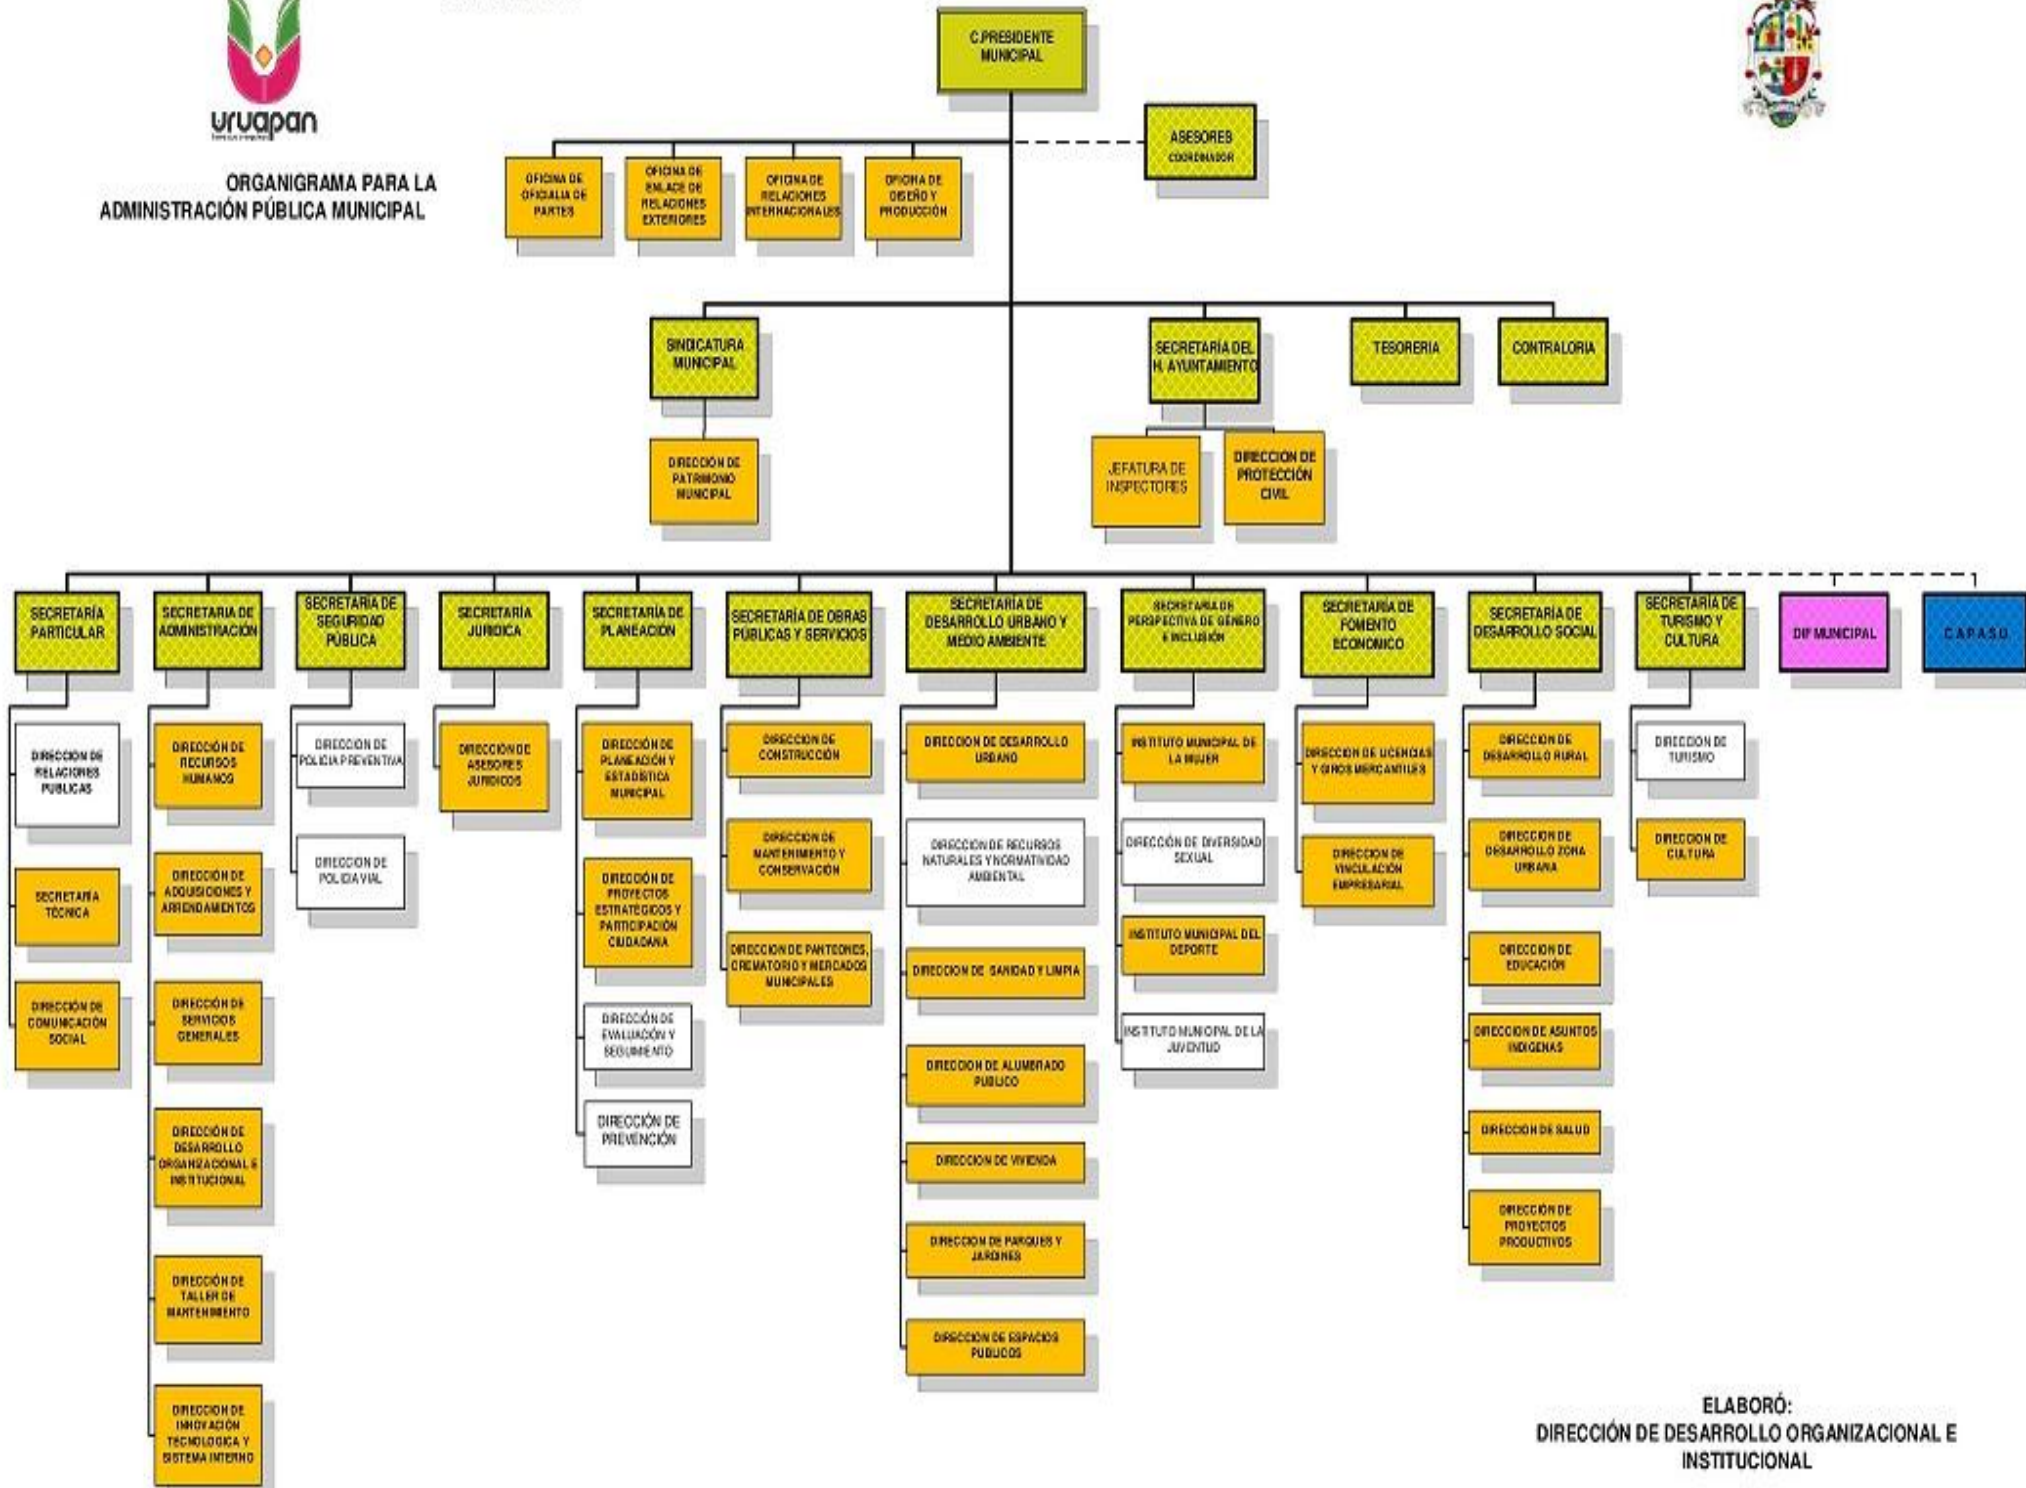 uruapan
ORGANIGRAMA PARA LA
ADMINISTRACIÓN PÚBLICA MUNICIPAL
C.PRESIDENTE
MUNICIPAL
ASESORES
COORDINADOR
OFICINA DE
OFICIALIA DE
PARTES
OFICINA DE
ENLACE DE
RELACIONES
EXTERIORES
OFICINA DE
RELACIONES
INTERNACIONALES
OFICINA DE
DISEÑO Y
PRODUCCIÓN
SINDICATURA
MUNICIPAL
SECRETARÍA DEL
H. AYUNTAMIENTO
TESORERIA
CONTRALORIA
DIRECCIÓN DE
PATRIMONIO
MUNICIPAL
JEFATURA DE
INSPECTORES
DIRECCION DE
PROTECCIÓN
CIVIL
SECRETARÍA
PARTICULAR
SECRETARIA DE
ADMINISTRACIÓN
SECRETARÍA DE
SEGURIDAD
PÚBLICA
SECRETARÍA
JURIDICA
SECRETARÍA DE
PLANEACIÓN
SECRETARÍA DE OBRAS
PÚBLICAS Y SERVICIOS
SECRETARÍA DE
DESARROLLO URBANO Y
MEDIO AMBIENTE
SECRETARIA DE
PERSPECTIVA DE GÉNERO
E INCLUSIÓN
SECRETARÍA DE
FOMENTO
ECONÓMICO
SECRETARÍA DE
DESARROLLO SOCIAL
SECRETARÍA DE
TURISMO Y
CULTURA
DIF MUNICIPAL
C A P A S U
DIRECCION DE
RELACIONES
PUBLICAS
SECRETARÍA
TÉCNICA
DIRECCIÓN DE
COMUNICACIÓN
SOCIAL
DIRECCIÓN DE
RECURSOS
HUMANOS
DIRECCIÓN DE
ADQUISICIONES Y
ARRENDAMIENTOS
DIRECCIÓN DE
SERVICIOS
GENERALES
DIRECCIÓN DE
DESARROLLO
ORGANIZACIONAL E
INSTITUCIONAL
DIRECCIÓN DE
TALLER DE
MANTENIMIENTO
DIRECCION DE
INNOVACIÓN
TECNOLOGICA Y
SISTEMA INTERNO
DIRECCION DE
POLICIA PREVENTIVA
DIRECCION DE
POLICIA VIAL
DIRECCION DE
ASESORES
JURIDICOS
DIRECCIÓN DE
PLANEACIÓN Y
ESTADÍSTICA
MUNICIPAL
DIRECCIÓN DE
PROYECTOS
ESTRATÉGICOS Y
PARTICIPACIÓN
CIUDADANA
DIRECCIÓN DE
EVALUACIÓN Y
SEGUIMIENTO
DIRECCIÓN DE
PREVENCIÓN
DIRECCION DE
CONSTRUCCIÓN
DIRECCION DE
MANTENIMIENTO Y
CONSERVACIÓN
DIRECCION DE PANTEONES,
CREMATORIO Y MERCADOS
MUNICIPALES
DIRECCION DE DESARROLLO
URBANO
DIRECCION DE RECURSOS
NATURALES Y NORMATIVIDAD
AMBIENTAL
DIRECCION DE SANIDAD Y LIMPIA
DIRECCION DE ALUMBRADO
PUBLICO
DIRECCION DE VIVIENDA
DIRECCION DE PARQUES Y
JARDINES
DIRECCION DE ESPACIOS
PUBLICOS
INSTITUTO MUNICIPAL DE
LA MUJER
DIRECCIÓN DE DIVERSIDAD
SEXUAL
INSTITUTO MUNICIPAL DEL
DEPORTE
INSTITUTO MUNICIPAL DE LA
JUVENTUD
DIRECCION DE LICENCIAS
Y GIROS MERCANTILES
DIRECCION DE
VINCULACIÓN
EMPRESARIAL
DIRECCION DE
DESARROLLO RURAL
DIRECCION DE
DESARROLLO ZONA
URBANA
DIRECCION DE
EDUCACIÓN
DIRECCION DE ASUNTOS
INDIGENAS
DIRECCION DE SALUD
DIRECCIÓN DE
PROYECTOS
PRODUCTIVOS
DIRECCION DE
TURISMO
DIRECCION DE
CULTURA
ELABORÓ:
DIRECCIÓN DE DESARROLLO ORGANIZACIONAL E
INSTITUCIONAL